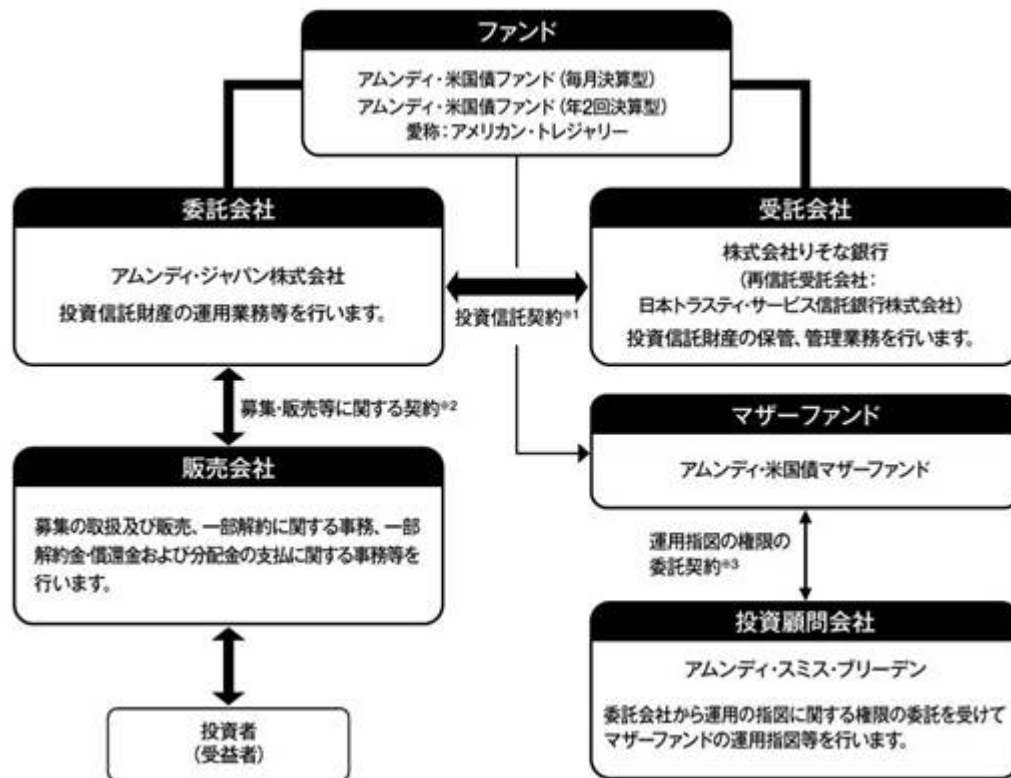 ファンド
アムンディ・米国債ファンド(毎月決算型)
アムンディ・米国債ファンド(年2回決算型)
愛称:アメリカン・トレジャリー
委託会社
アムンディ・ジャパン株式会社
投資信託財産の運用業務等を行います。
投資信託契約※1
受託会社
株式会社りそな銀行
(再信託受託会社:
日本トラスティ・サービス信託銀行株式会社)
投資信託財産の保管、管理業務を行います。
募集・販売等に関する契約※2
マザーファンド
アムンディ・米国債マザーファンド
販売会社
募集の取扱及び販売、一部解約に関する事務、一部
解約金・償還金および分配金の支払に関する事務等を
行います。
運用指図の権限の
委託契約※3
投資顧問会社
アムンディ・スミス・ブリーデン
委託会社から運用の指図に関する権限の委託を受けて
マザーファンドの運用指図等を行います。
投資者
(受益者)